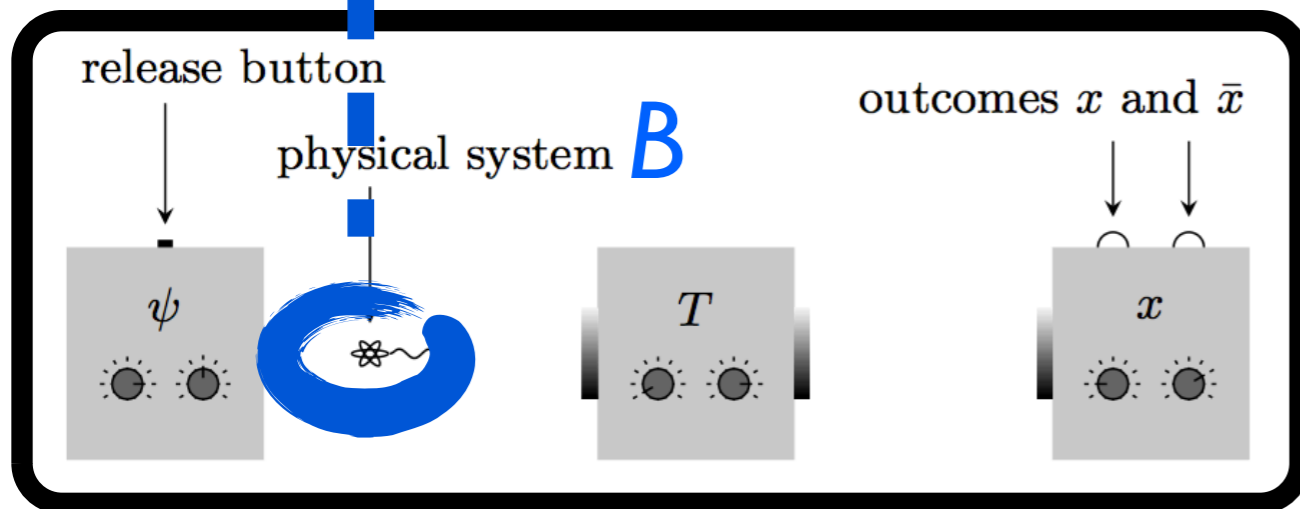 release button
outcomes x and x̄
physical system B
ψ
T
x